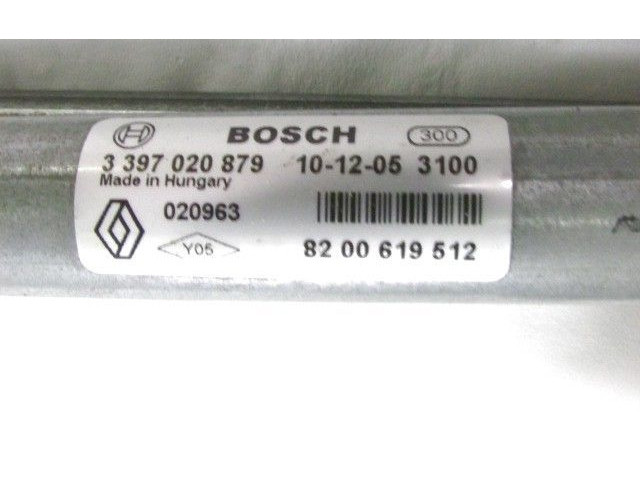 BOSCH 300
3 397 020 879 10-12-05 3100
Made in Hungary
020963
Y05 82 00 619 512